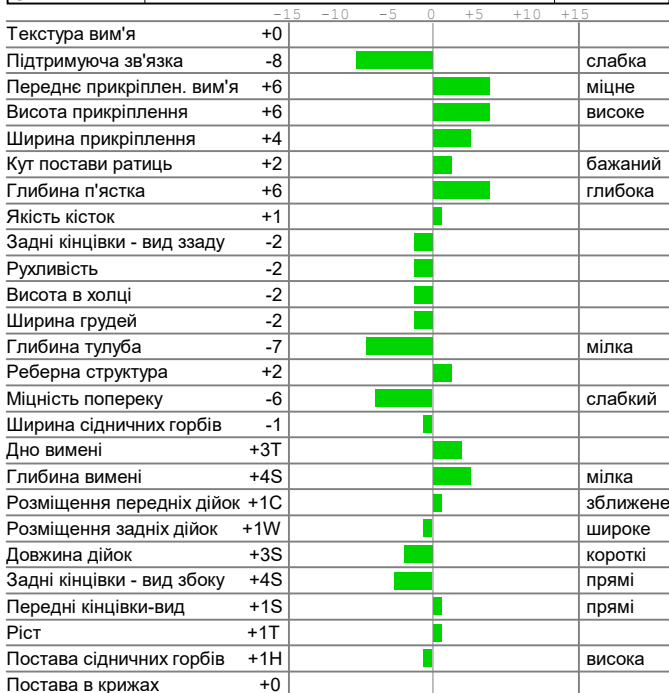 -15 -10 -5 0 +5 +10 +15
Текстура вим'я +0
Підтримуюча зв'язка -8 слабка
Переднє прикріплен. вим'я +6 міцне
Висота прикріплення +6 високе
Ширина прикріплення +4
Кут постави ратиць +2 бажаний
Глибина п'ястка +6 глибока
Якість кісток +1
Задні кінцівки - вид ззаду -2
Рухливість -2
Висота в холці -2
Ширина грудей -2
Глибина тулуба -7 мілка
Реберна структура +2
Міцність попереку -6 слабкий
Ширина сідничних горбів -1
Дно вимені +3T
Глибина вимені +4S мілка
Розміщення передніх дійок +1C зближене
Розміщення задніх дійок +1W широке
Довжина дійок +3S короткі
Задні кінцівки - вид збоку +4S прямі
Передні кінцівки-вид +1S прямі
Ріст +1T
Постава сідничних горбів +1H висока
Постава в крижах +0